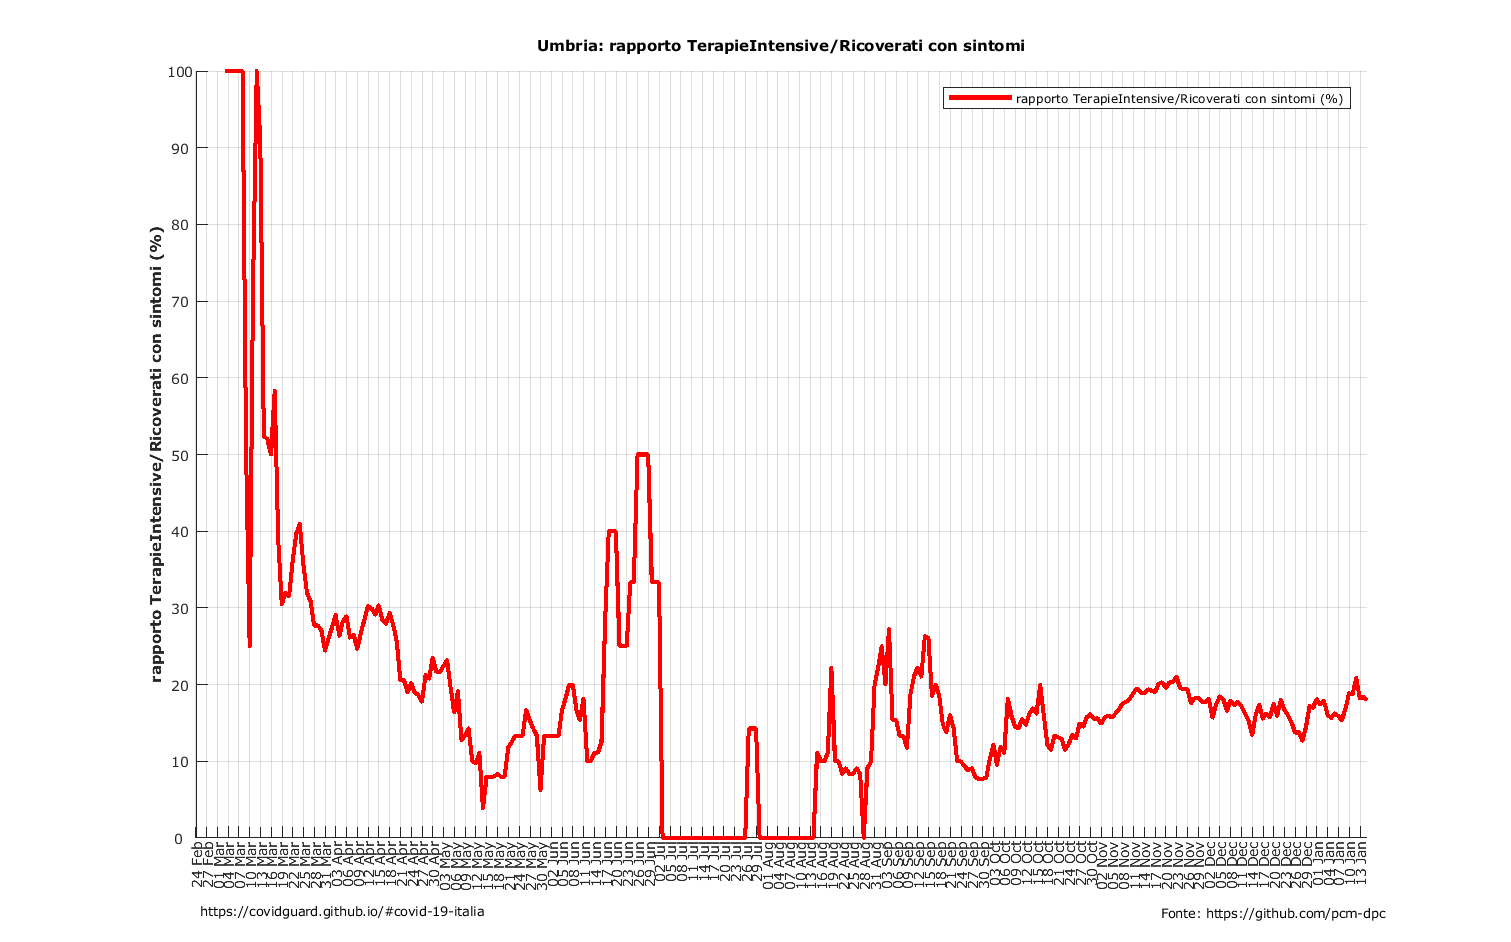 Umbria: rapporto TerapieIntensive/Ricoverati con sintomi
rapporto TerapieIntensive/Ricoverati con sintomi (%)
rapporto TerapieIntensive/Ricoverati con sintomi (%)
100
90
80
70
60
50
40
30
20
10
0
24 Feb
27 Feb
01 Mar
04 Mar
07 Mar
10 Mar
13 Mar
16 Mar
19 Mar
22 Mar
25 Mar
28 Mar
31 Mar
03 Apr
06 Apr
09 Apr
12 Apr
15 Apr
18 Apr
21 Apr
24 Apr
27 Apr
30 Apr
03 May
06 May
09 May
12 May
15 May
18 May
21 May
24 May
27 May
30 May
02 Jun
05 Jun
08 Jun
11 Jun
14 Jun
17 Jun
20 Jun
23 Jun
26 Jun
29 Jun
02 Jul
05 Jul
08 Jul
11 Jul
14 Jul
17 Jul
20 Jul
23 Jul
26 Jul
29 Jul
01 Aug
04 Aug
07 Aug
10 Aug
13 Aug
16 Aug
19 Aug
22 Aug
25 Aug
28 Aug
31 Aug
03 Sep
06 Sep
09 Sep
12 Sep
15 Sep
18 Sep
21 Sep
24 Sep
27 Sep
30 Sep
03 Oct
06 Oct
09 Oct
12 Oct
15 Oct
18 Oct
21 Oct
24 Oct
27 Oct
30 Oct
02 Nov
05 Nov
08 Nov
11 Nov
14 Nov
17 Nov
20 Nov
23 Nov
26 Nov
29 Nov
02 Dec
05 Dec
08 Dec
11 Dec
14 Dec
17 Dec
20 Dec
23 Dec
26 Dec
29 Dec
01 Jan
04 Jan
07 Jan
10 Jan
13 Jan
https://covidguard.github.io/#covid-19-italia
Fonte: https://github.com/pcm-dpc